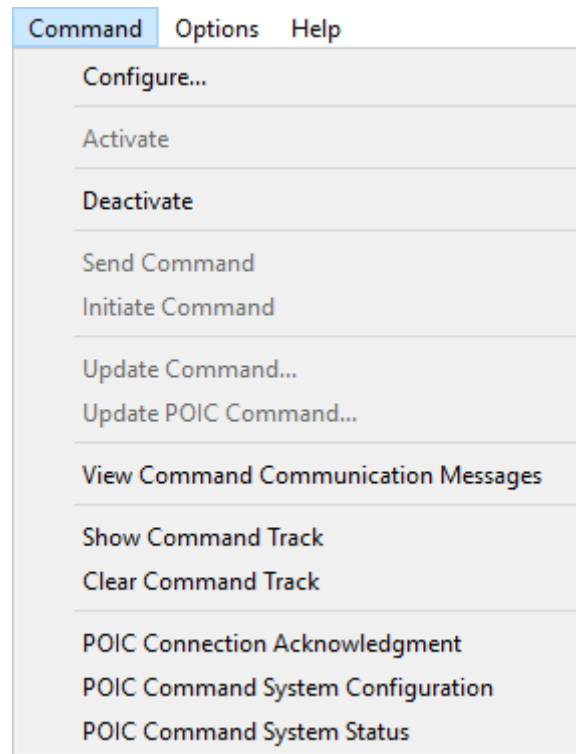 Command Options Help
Configure...
Activate
Deactivate
Send Command
Initiate Command
Update Command...
Update POIC Command...
View Command Communication Messages
Show Command Track
Clear Command Track
POIC Connection Acknowledgment
POIC Command System Configuration
POIC Command System Status